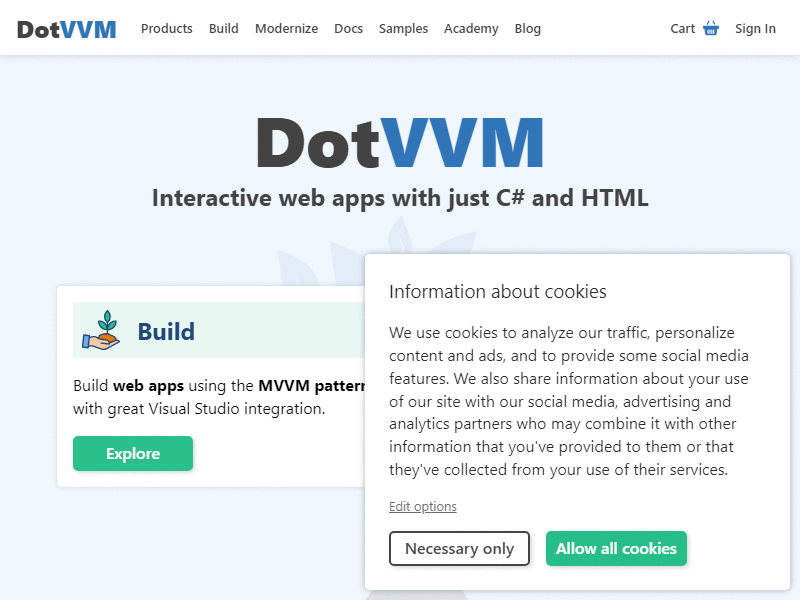 DotVVM Products Build Modernize Docs Samples Academy Blog Cart Sign In
DotVVM
Interactive web apps with just C# and HTML
Build
Build web apps using the MVVM pattern
with great Visual Studio integration.
Explore
Information about cookies
We use cookies to analyze our traffic, personalize
content and ads, and to provide some social media
features. We also share information about your use
of our site with our social media, advertising and
analytics partners who may combine it with other
information that you've provided to them or that
they've collected from your use of their services.
Edit options
Necessary only Allow all cookies